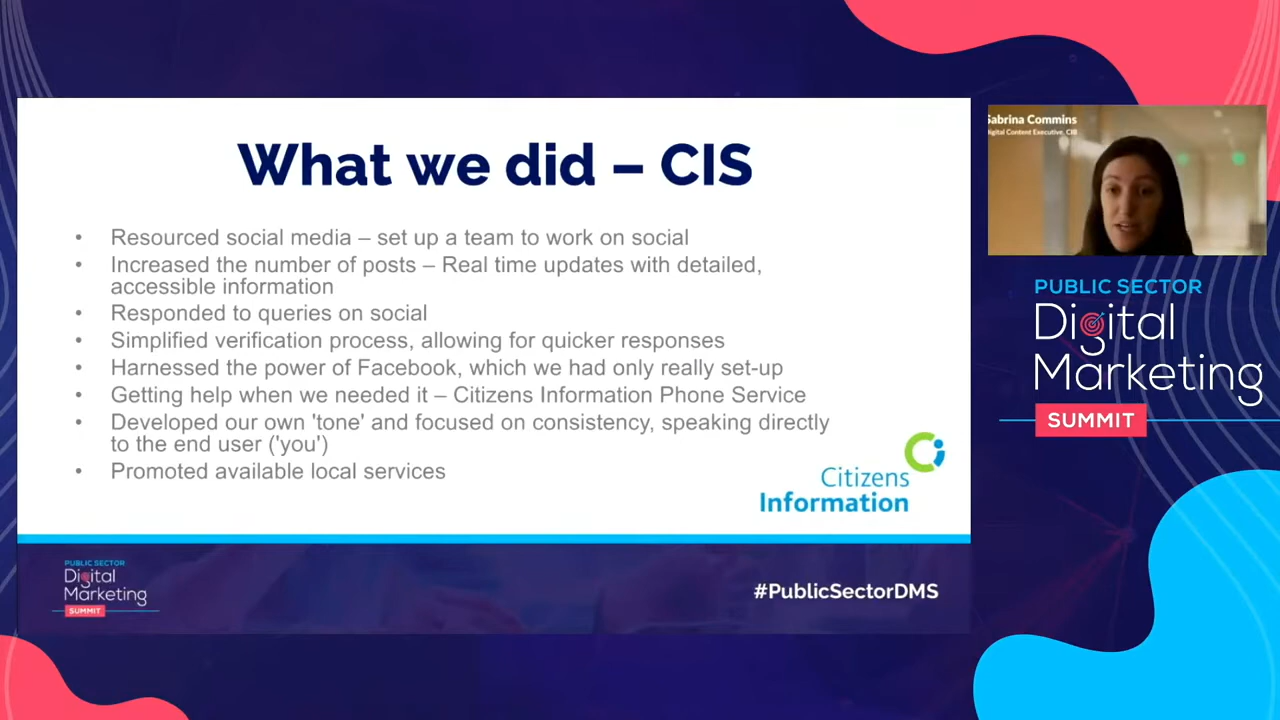 What we did – CIS
• Resourced social media – set up a team to work on social
• Increased the number of posts – Real time updates with detailed,
accessible information
• Responded to queries on social
• Simplified verification process, allowing for quicker responses
• Harnessed the power of Facebook, which we had only really set-up
• Getting help when we needed it – Citizens Information Phone Service
• Developed our own 'tone' and focused on consistency, speaking directly
to the end user ('you')
• Promoted available local services
Citizens
Information
PUBLIC SECTOR
Digital
Marketing
SUMMIT
#PublicSectorDMS
Sabrina Commins
Digital Content Executive, CIB
PUBLIC SECTOR
Digital
Marketing
SUMMIT